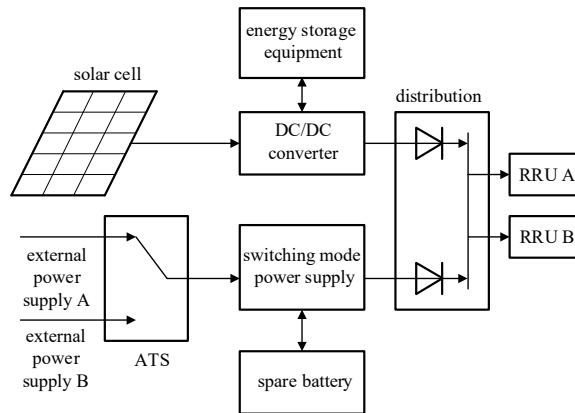 energy storage
equipment
solar cell
distribution
DC/DC
converter
RRU A
RRU B
external
power
supply A
switching mode
power supply
external
power
supply B
ATS
spare battery